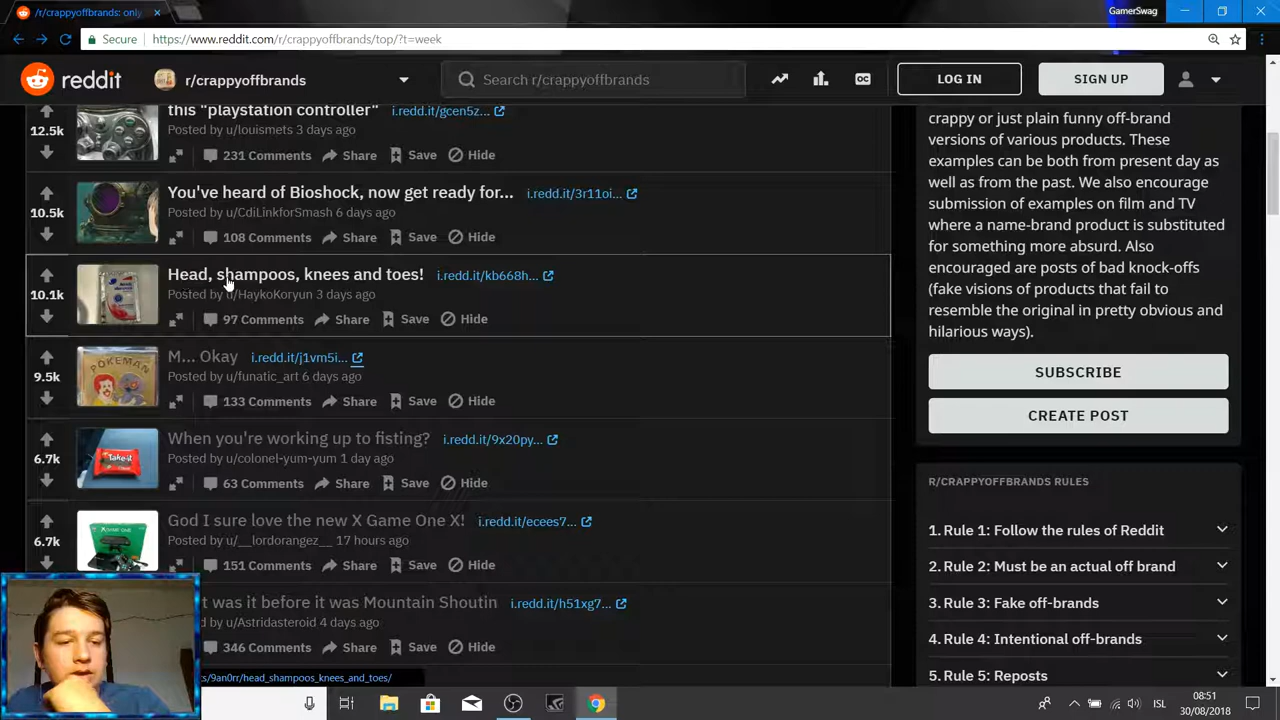 /r/crappyoffbrands: only
GamerSwag
Secure
https://www.reddit.com/r/crappyoffbrands/top/?t=week
reddit
r/crappyoffbrands
Search r/crappyoffbrands
LOG IN
SIGN UP
this "playstation controller"
i.redd.it/gcen5z...
12.5k
Posted by u/louismets 3 days ago
231 Comments Share Save Hide
You've heard of Bioshock, now get ready for...
i.redd.it/3r11oi...
10.5k
Posted by u/CdiLinkforSmash 6 days ago
108 Comments Share Save Hide
Head, shampoos, knees and toes!
i.redd.it/kb668h...
10.1k
Posted by u/HaykoKoryun 3 days ago
97 Comments Share Save Hide
M... Okay
i.redd.it/j1vm5i...
POKEMAN
9.5k
Posted by u/funatic_art 6 days ago
133 Comments Share Save Hide
When you're working up to fisting?
i.redd.it/9x20py...
Take-it
6.7k
Posted by u/colonel-yum-yum 1 day ago
63 Comments Share Save Hide
God I sure love the new X Game One X!
i.redd.it/ecees7...
6.7k
Posted by u/__lordorangez__ 17 hours ago
151 Comments Share Save Hide
t was it before it was Mountain Shoutin
i.redd.it/h51xg7...
by u/Astridasteroid 4 days ago
346 Comments Share Save Hide
s/9an0rr/head_shampoos_knees_and_toes/
crappy or just plain funny off-brand
versions of various products. These
examples can be both from present day as
well as from the past. We also encourage
submission of examples on film and TV
where a name-brand product is substituted
for something more absurd. Also
encouraged are posts of bad knock-offs
(fake visions of products that fail to
resemble the original in pretty obvious and
hilarious ways).
SUBSCRIBE
CREATE POST
R/CRAPPYOFFBRANDS RULES
1. Rule 1: Follow the rules of Reddit
2. Rule 2: Must be an actual off brand
3. Rule 3: Fake off-brands
4. Rule 4: Intentional off-brands
5. Rule 5: Reposts
ISL
08:51
30/08/2018